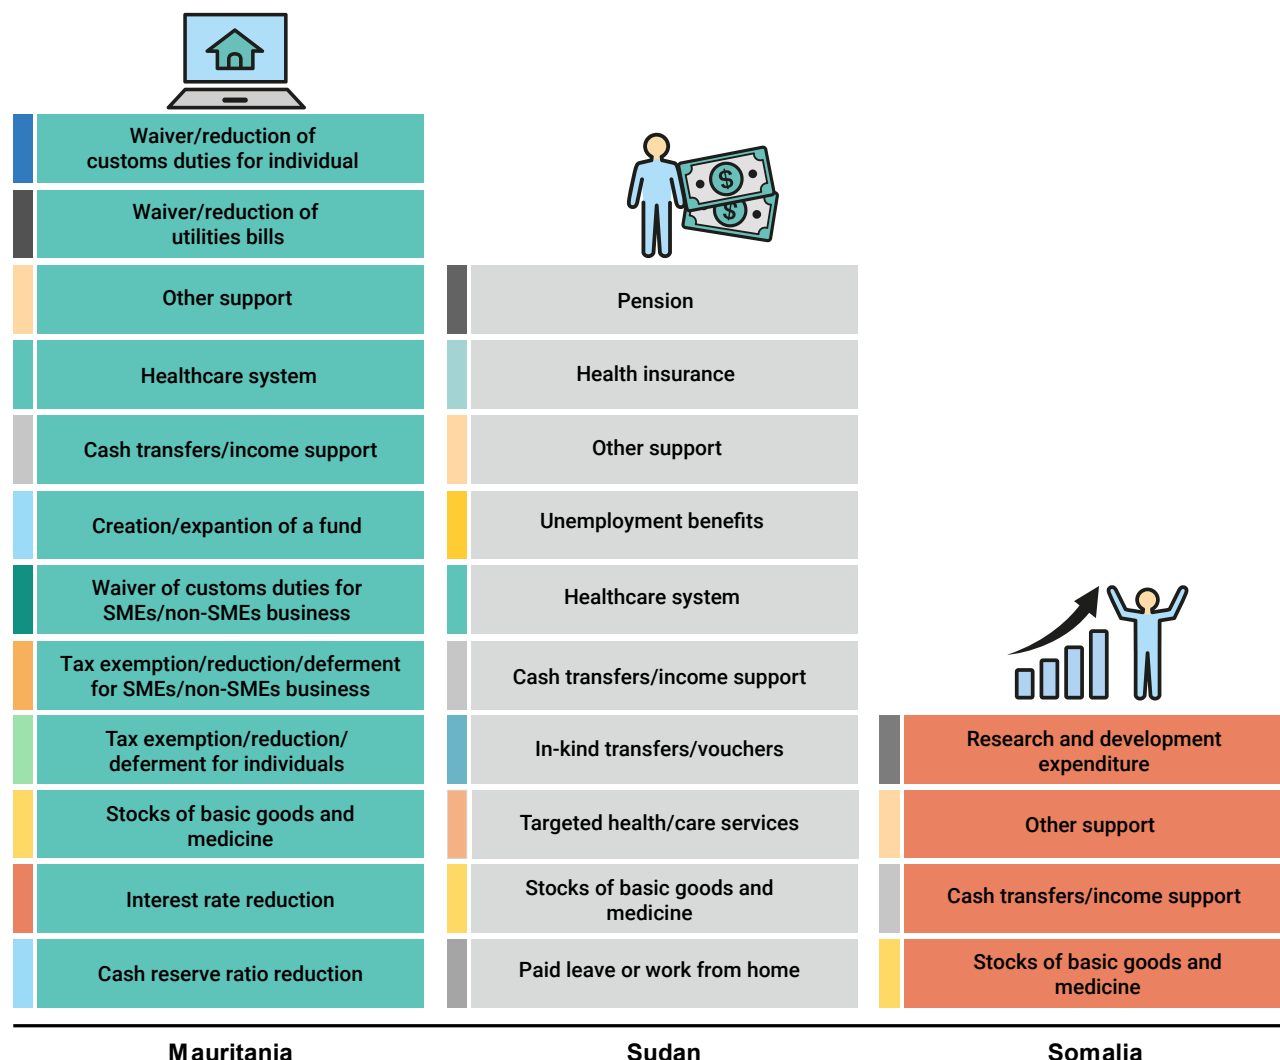 Waiver/reduction of
customs duties for individual
Waiver/reduction of
utilities bills
Other support
Healthcare system
Cash transfers/income support
Creation/expantion of a fund
Waiver of customs duties for
SMEs/non-SMEs business
Tax exemption/reduction/deferment
for SMEs/non-SMEs business
Tax exemption/reduction/
deferment for individuals
Stocks of basic goods and
medicine
Interest rate reduction
Cash reserve ratio reduction
Mauritania
$
$
Pension
Health insurance
Other support
Unemployment benefits
Healthcare system
Cash transfers/income support
In-kind transfers/vouchers
Targeted health/care services
Stocks of basic goods and
medicine
Paid leave or work from home
Sudan
Research and development
expenditure
Other support
Cash transfers/income support
Stocks of basic goods and
medicine
Somalia